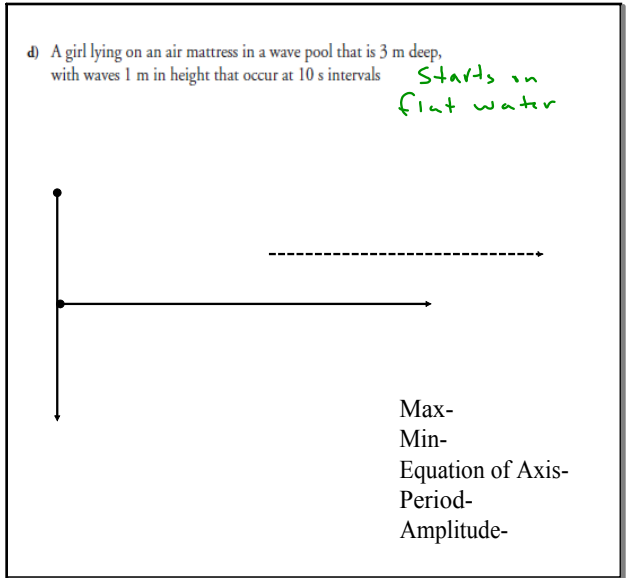 d) A girl lying on an air mattress in a wave pool that is 3 m deep,
with waves 1 m in height that occur at 10 s intervals
Starts on
flat water
Max-
Min-
Equation of Axis-
Period-
Amplitude-